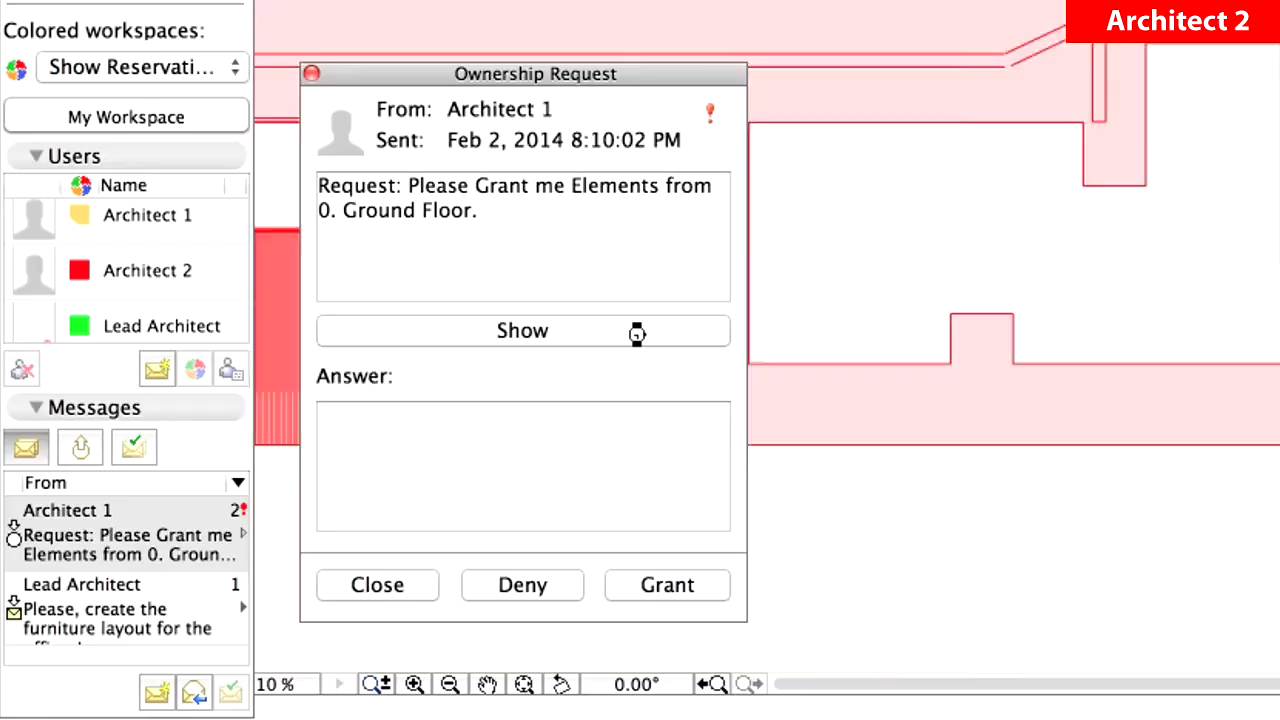 Architect 2
Colored workspaces:
Show Reservati...
My Workspace
Users
Name
Architect 1
Architect 2
Lead Architect
Messages
From
Architect 1 2
Request: Please Grant me
Elements from 0. Groun...
Lead Architect 1
Please, create the
furniture layout for the
Ownership Request
From: Architect 1
Sent: Feb 2, 2014 8:10:02 PM
Request: Please Grant me Elements from
0. Ground Floor.
Show
Answer:
Close Deny Grant
10 % 0.00°